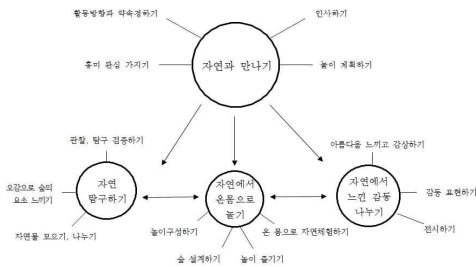 활동방향과 약속정하기
인사하기
흥미 관심 가지기
자연과 만나기
놀이 계획하기
관찰, 탐구 검증하기
아름다움 느끼고 감상하기
자연
탐구하기
자연에서
온몸으로
놀기
자연에서
느낀 감동
나누기
오감으로 숲의
요소 느끼기
감동 표현하기
자연물 모으기, 나누기
놀이구성하기
온 몸으로 자연체험하기
전시하기
숲 설계하기
놀이 즐기기